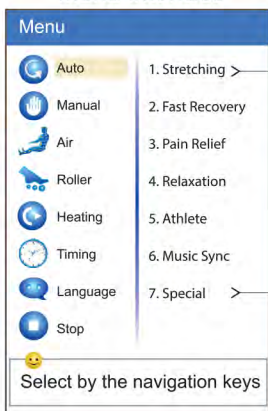 Menu
Auto
Manual
Air
Roller
Heating
Timing
Language
Stop
1. Stretching
2. Fast Recovery
3. Pain Relief
4. Relaxation
5. Athlete
6. Music Sync
7. Special
Select by the navigation keys